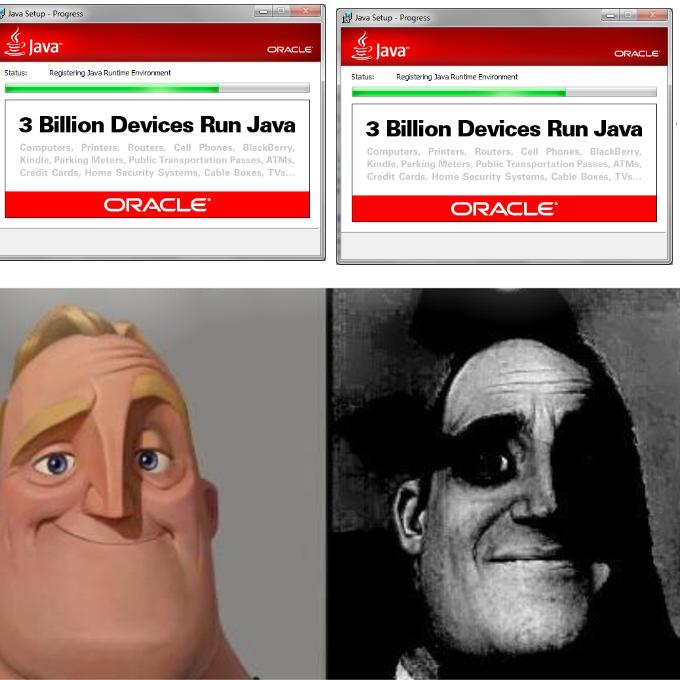 Java Setup - Progress
Java™
ORACLE®
Status: Registering Java Runtime Environment
3 Billion Devices Run Java
Computers, Printers, Routers, Cell Phones, BlackBerry,
Kindle, Parking Meters, Public Transportation Passes, ATMs,
Credit Cards, Home Security Systems, Cable Boxes, TVs...
ORACLE®
Java Setup - Progress
Java™
ORACLE®
Status: Registering Java Runtime Environment
3 Billion Devices Run Java
Computers, Printers, Routers, Cell Phones, BlackBerry,
Kindle, Parking Meters, Public Transportation Passes, ATMs,
Credit Cards, Home Security Systems, Cable Boxes, TVs...
ORACLE®